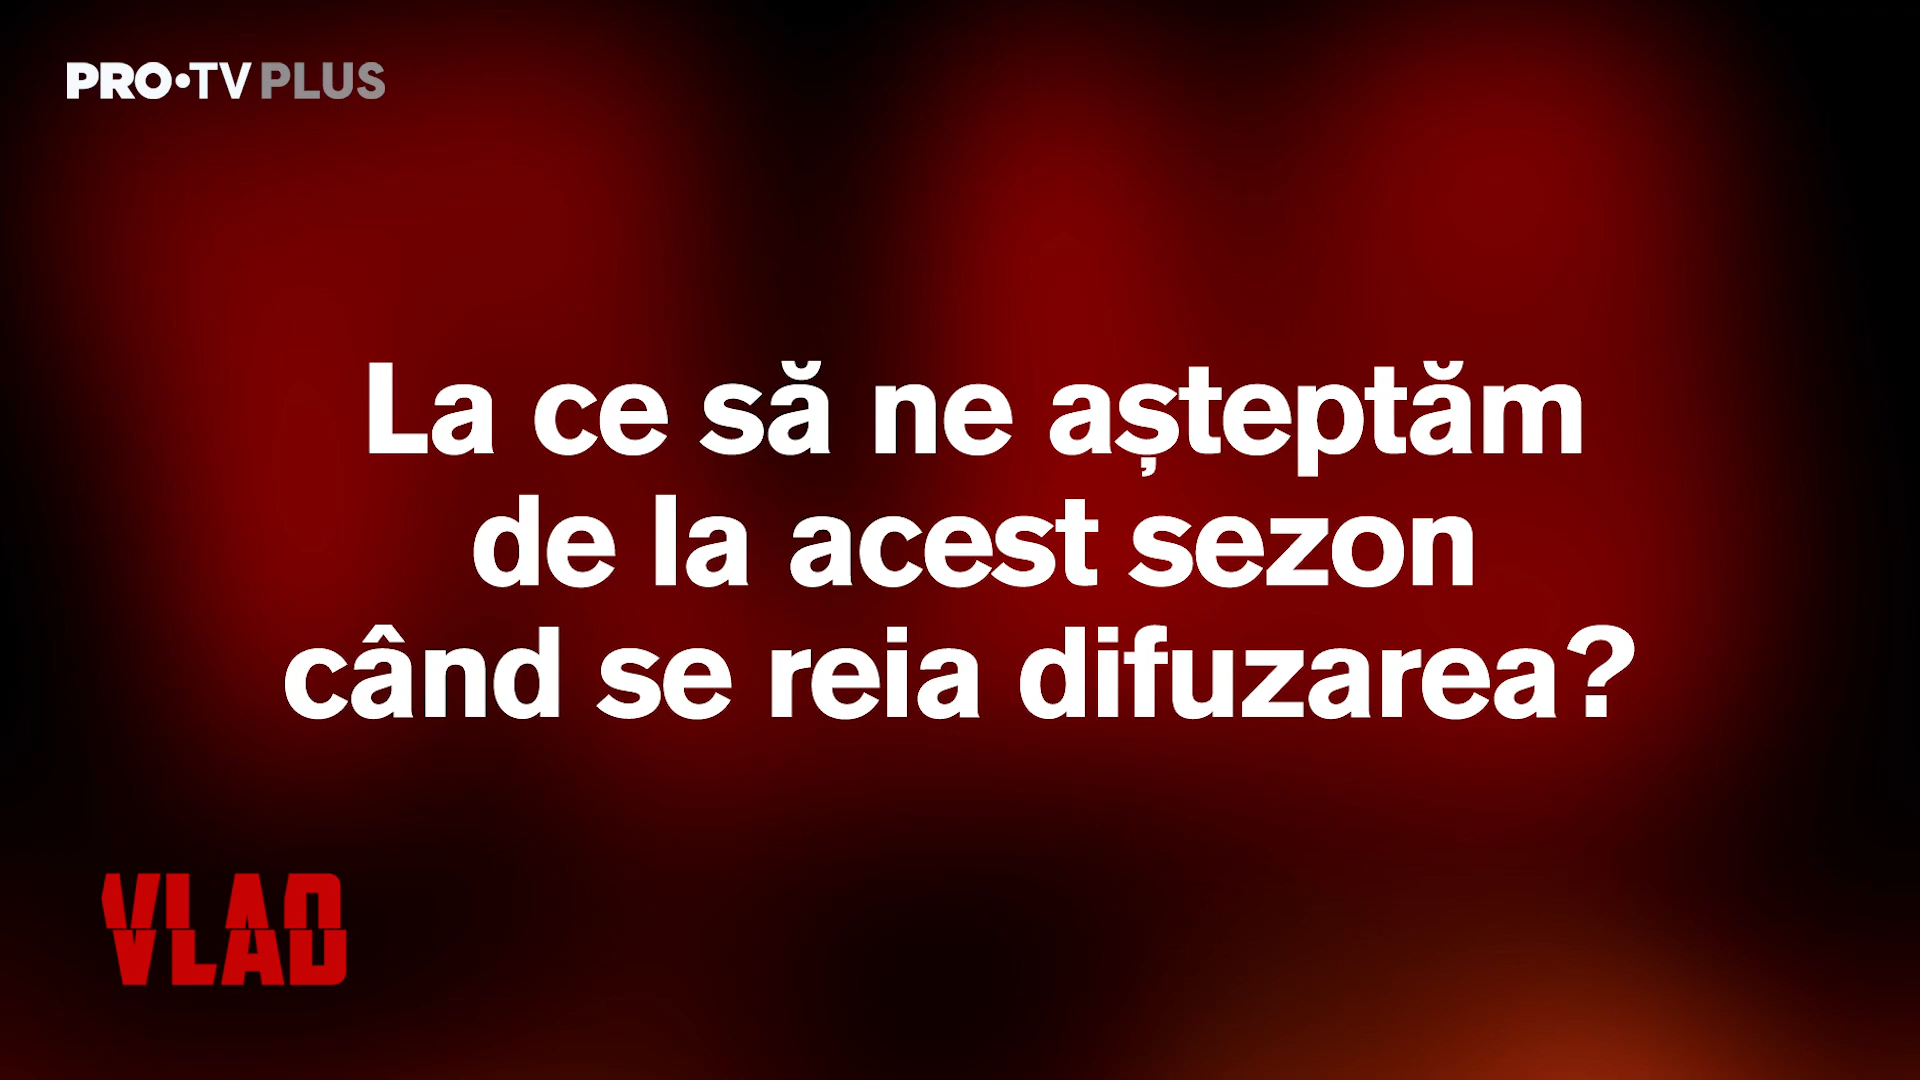 PRO•TV PLUS
La ce să ne așteptăm
de la acest sezon
când se reia difuzarea?
VLAD